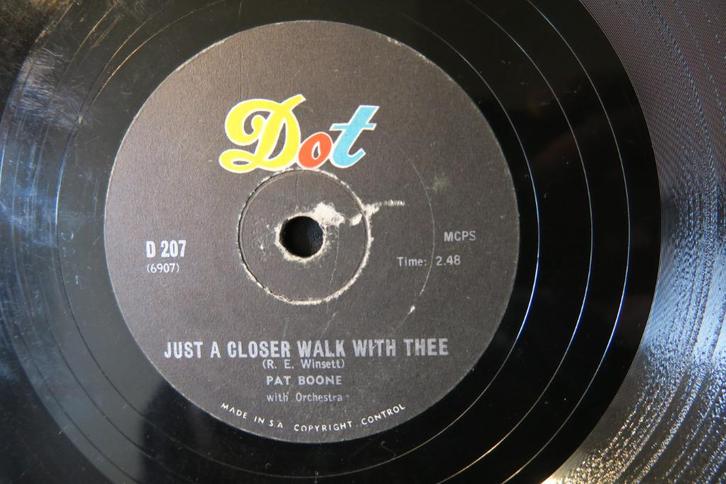 Dot
D 207
(6907)
MCPS
Time: 2.48
JUST A CLOSER WALK WITH THEE
(R. E. Winsett)
PAT BOONE
with Orchestra
MADE IN S.A COPYRIGHT CONTROL